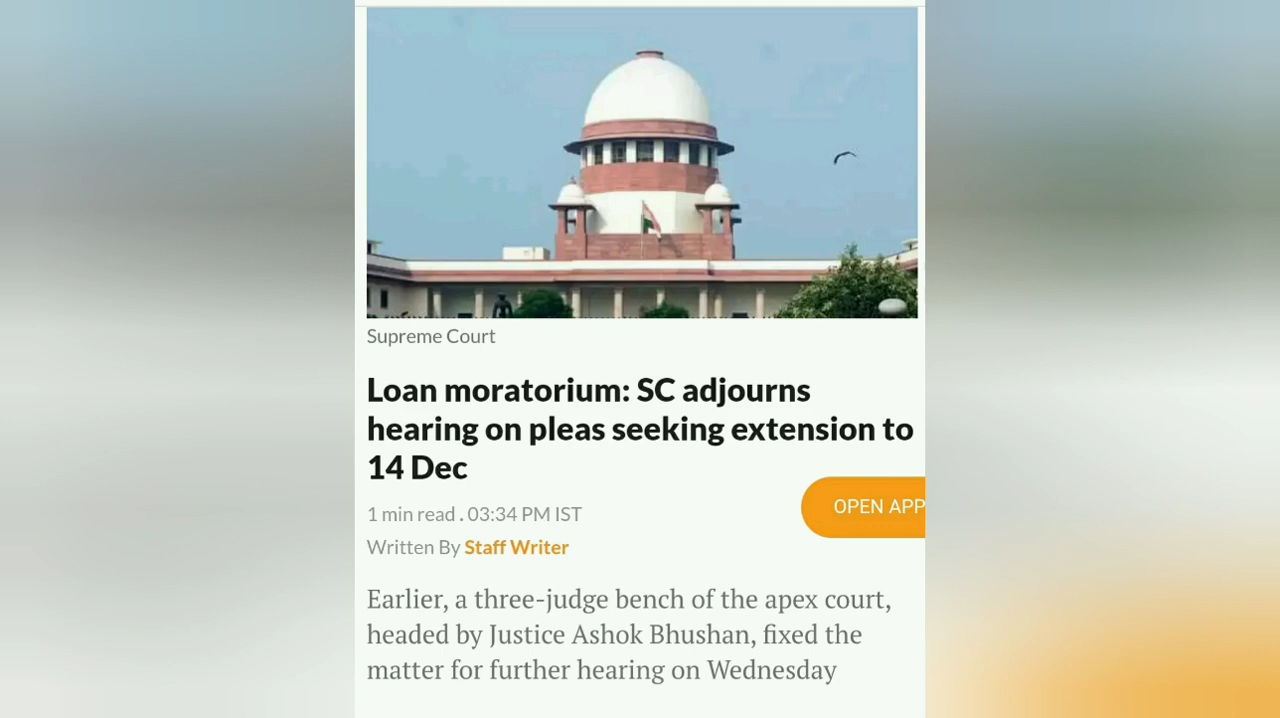 Supreme Court
Loan moratorium: SC adjourns
hearing on pleas seeking extension to
14 Dec
1 min read . 03:34 PM IST
OPEN APP
Written By Staff Writer
Earlier, a three-judge bench of the apex court,
headed by Justice Ashok Bhushan, fixed the
matter for further hearing on Wednesday